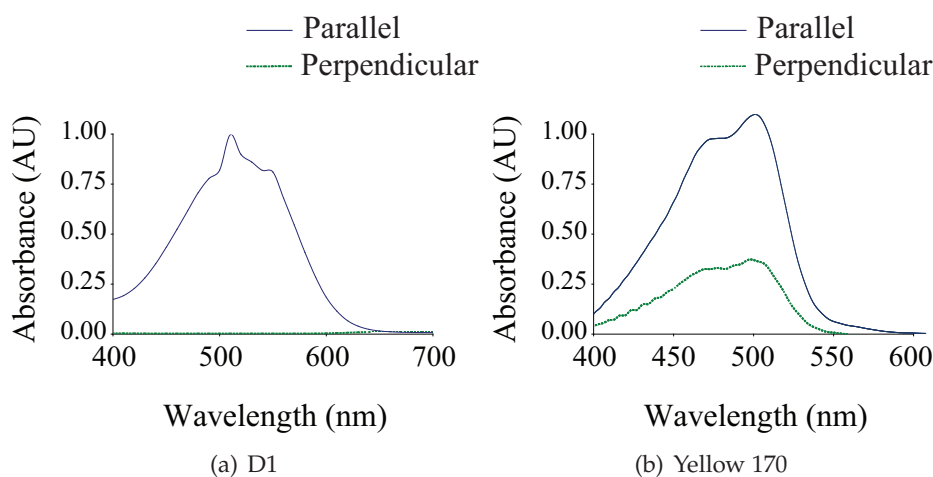 Parallel
Perpendicular
Absorbance (AU)
1.00
0.75
0.50
0.25
0.00
400 500 600 700
Wavelength (nm)
(a) D1
Parallel
Perpendicular
Absorbance (AU)
1.00
0.75
0.50
0.25
0.00
400 450 500 550 600
Wavelength (nm)
(b) Yellow 170